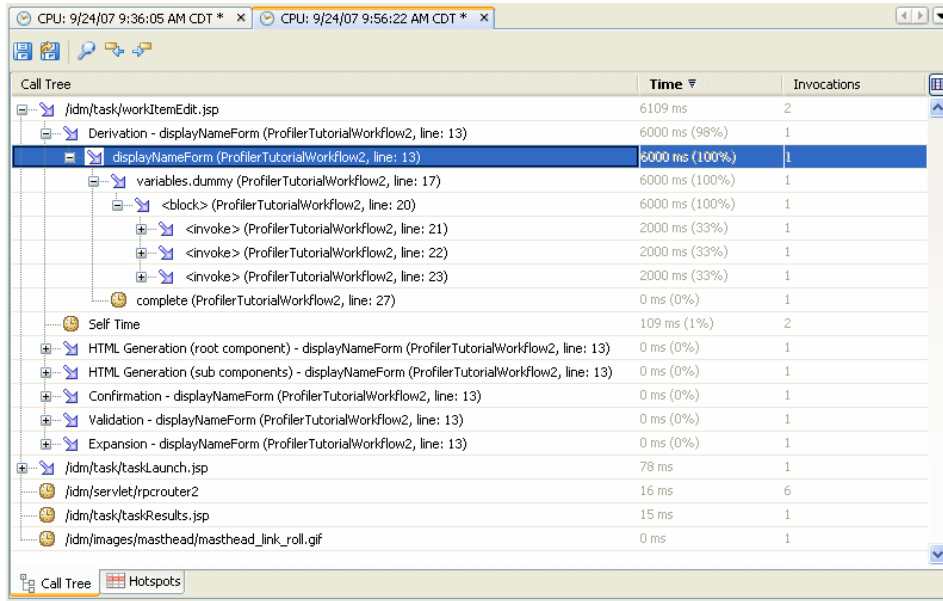 CPU: 9/24/07 9:36:05 AM CDT * CPU: 9/24/07 9:56:22 AM CDT *
Call Tree Time Invocations
/idm/task/workItemEdit.jsp 6109 ms 2
Derivation - displayNameForm (ProfilerTutorialWorkflow2, line: 13) 6000 ms (98%) 1
displayNameForm (ProfilerTutorialWorkflow2, line: 13) 6000 ms (100%) 1
variables.dummy (ProfilerTutorialWorkflow2, line: 17) 6000 ms (100%) 1
<block> (ProfilerTutorialWorkflow2, line: 20) 6000 ms (100%) 1
<invoke> (ProfilerTutorialWorkflow2, line: 21) 2000 ms (33%) 1
<invoke> (ProfilerTutorialWorkflow2, line: 22) 2000 ms (33%) 1
<invoke> (ProfilerTutorialWorkflow2, line: 23) 2000 ms (33%) 1
complete (ProfilerTutorialWorkflow2, line: 27) 0 ms (0%) 1
Self Time 109 ms (1%) 2
HTML Generation (root component) - displayNameForm (ProfilerTutorialWorkflow2, line: 13) 0 ms (0%) 1
HTML Generation (sub components) - displayNameForm (ProfilerTutorialWorkflow2, line: 13) 0 ms (0%) 1
Confirmation - displayNameForm (ProfilerTutorialWorkflow2, line: 13) 0 ms (0%) 1
Validation - displayNameForm (ProfilerTutorialWorkflow2, line: 13) 0 ms (0%) 1
Expansion - displayNameForm (ProfilerTutorialWorkflow2, line: 13) 0 ms (0%) 1
/idm/task/taskLaunch.jsp 78 ms 1
/idm/servlet/rpcrouter2 16 ms 6
/idm/task/taskResults.jsp 15 ms 1
/idm/images/masthead/masthead_link_roll.gif 0 ms 1
Call Tree Hotspots